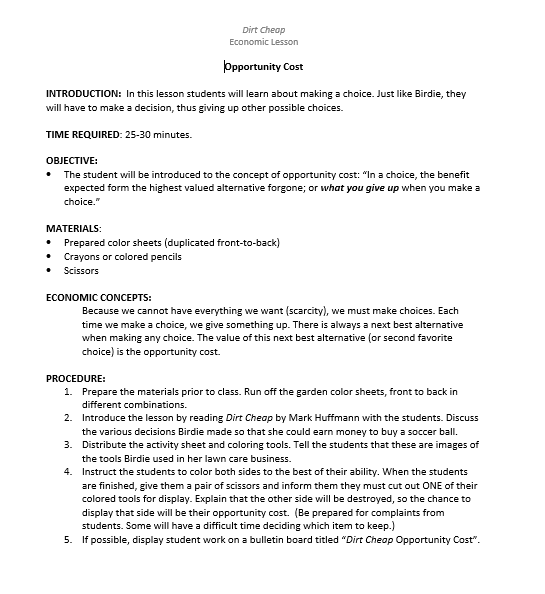 Dirt Cheap
Economic Lesson
Opportunity Cost
INTRODUCTION:  In this lesson students will learn about making a choice. Just like Birdie, they
will have to make a decision, thus giving up other possible choices.
TIME REQUIRED: 25-30 minutes.
OBJECTIVE:
• The student will be introduced to the concept of opportunity cost: “In a choice, the benefit
expected form the highest valued alternative forgone; or what you give up when you make a
choice.”
MATERIALS:
• Prepared color sheets (duplicated front-to-back)
• Crayons or colored pencils
• Scissors
ECONOMIC CONCEPTS:
Because we cannot have everything we want (scarcity), we must make choices. Each
time we make a choice, we give something up. There is always a next best alternative
when making any choice. The value of this next best alternative (or second favorite
choice) is the opportunity cost.
PROCEDURE:
1. Prepare the materials prior to class. Run off the garden color sheets, front to back in
different combinations.
2. Introduce the lesson by reading Dirt Cheap by Mark Huffmann with the students. Discuss
the various decisions Birdie made so that she could earn money to buy a soccer ball.
3. Distribute the activity sheet and coloring tools. Tell the students that these are images of
the tools Birdie used in her lawn care business.
4. Instruct the students to color both sides to the best of their ability. When the students
are finished, give them a pair of scissors and inform them they must cut out ONE of their
colored tools for display. Explain that the other side will be destroyed, so the chance to
display that side will be their opportunity cost.  (Be prepared for complaints from
students. Some will have a difficult time deciding which item to keep.)
5. If possible, display student work on a bulletin board titled “Dirt Cheap Opportunity Cost”.